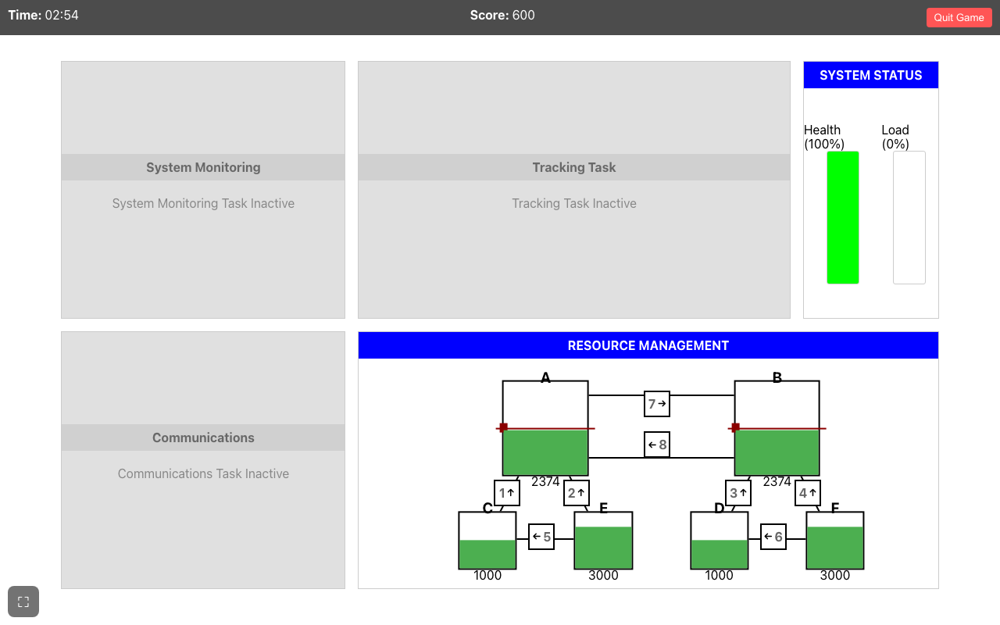 Time: 02:54
Score: 600
Quit Game
System Monitoring
System Monitoring Task Inactive
Tracking Task
Tracking Task Inactive
SYSTEM STATUS
Health (100%)
Load (0%)
Communications
Communications Task Inactive
RESOURCE MANAGEMENT
A
B
7→
←8
2374
2374
1↑
2↑
3↑
4↑
C
E
D
F
←5
←6
1000
3000
1000
3000